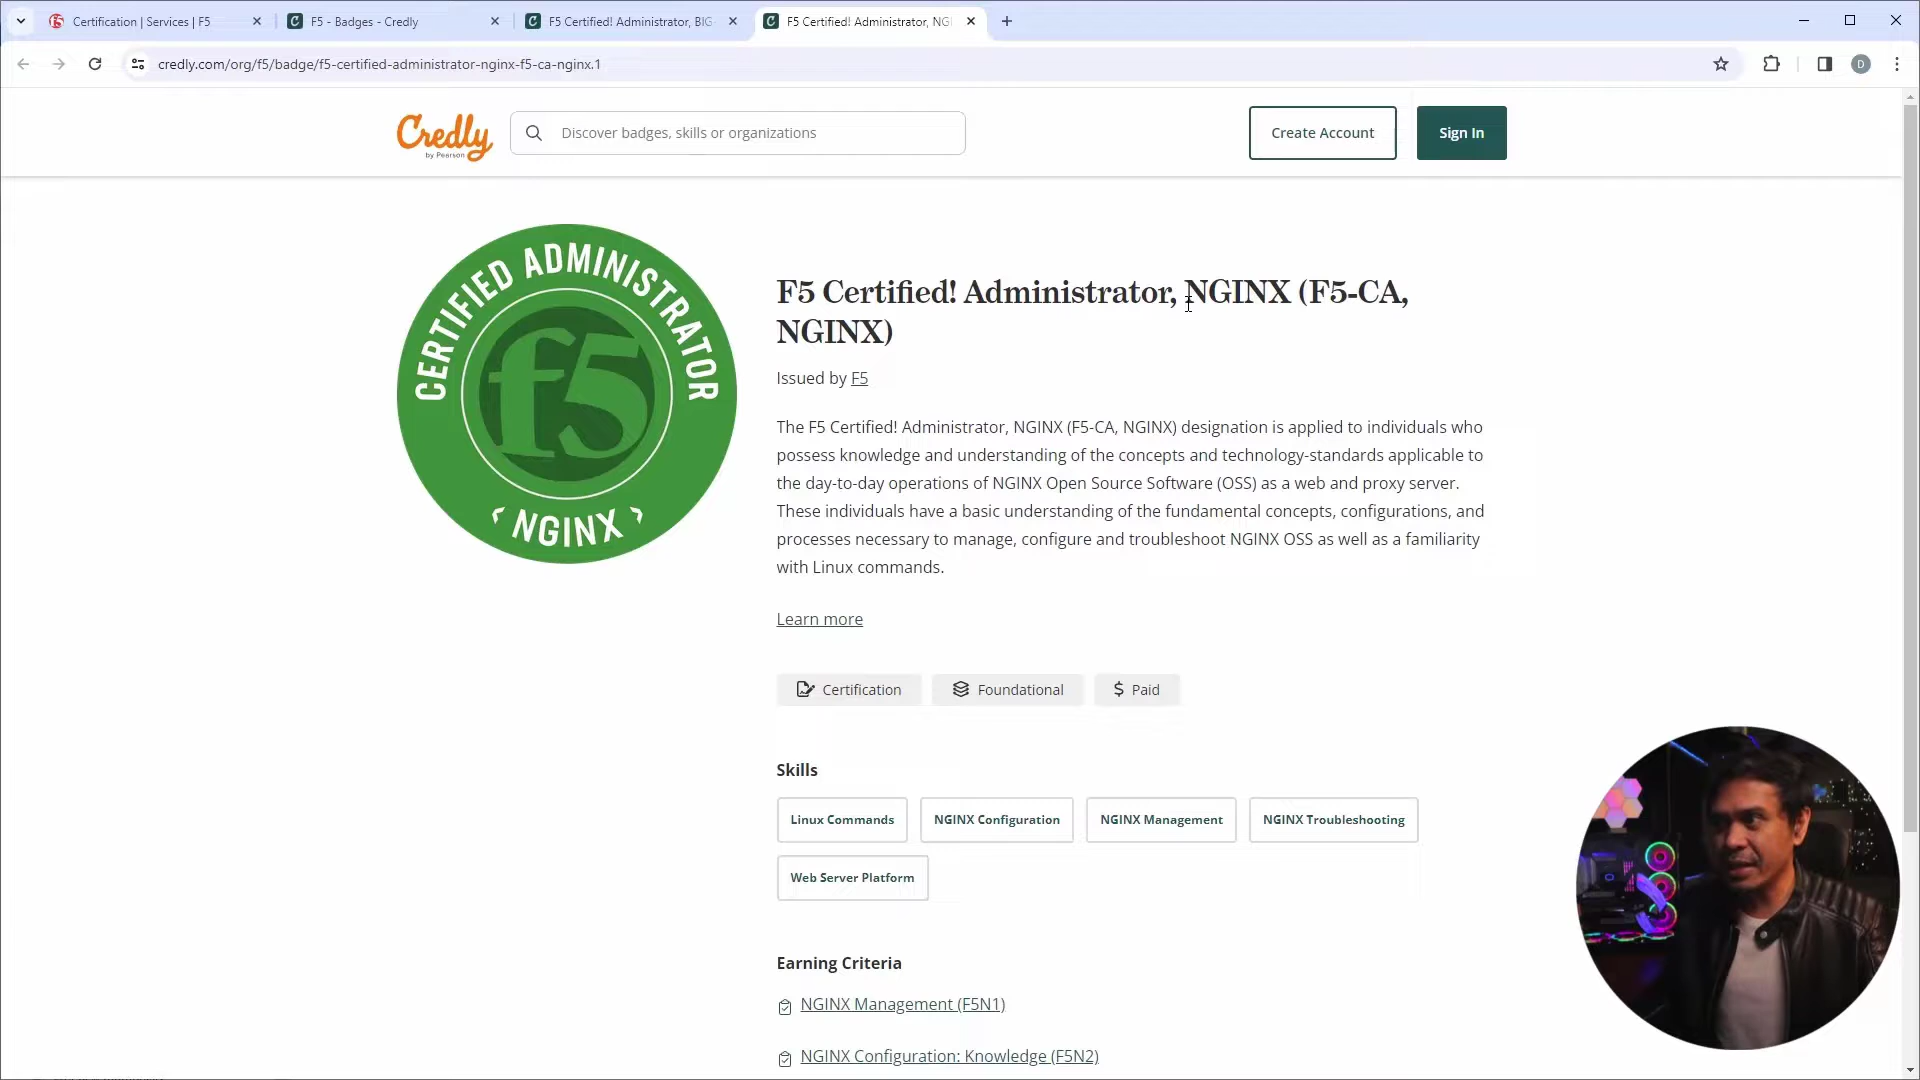 Certification | Services | F5
F5 - Badges - Credly
F5 Certified! Administrator, BIG
F5 Certified! Administrator, NGI
credly.com/org/f5/badge/f5-certified-administrator-nginx-f5-ca-nginx.1
D
Credly
by Pearson
Discover badges, skills or organizations
Create Account
Sign In
CERTIFIED ADMINISTRATOR
f5
NGINX
F5 Certified! Administrator, NGINX (F5-CA,
NGINX)
Issued by F5
The F5 Certified! Administrator, NGINX (F5-CA, NGINX) designation is applied to individuals who
possess knowledge and understanding of the concepts and technology-standards applicable to
the day-to-day operations of NGINX Open Source Software (OSS) as a web and proxy server.
These individuals have a basic understanding of the fundamental concepts, configurations, and
processes necessary to manage, configure and troubleshoot NGINX OSS as well as a familiarity
with Linux commands.
Learn more
Certification
Foundational
$ Paid
Skills
Linux Commands
NGINX Configuration
NGINX Management
NGINX Troubleshooting
Web Server Platform
Earning Criteria
NGINX Management (F5N1)
NGINX Configuration: Knowledge (F5N2)